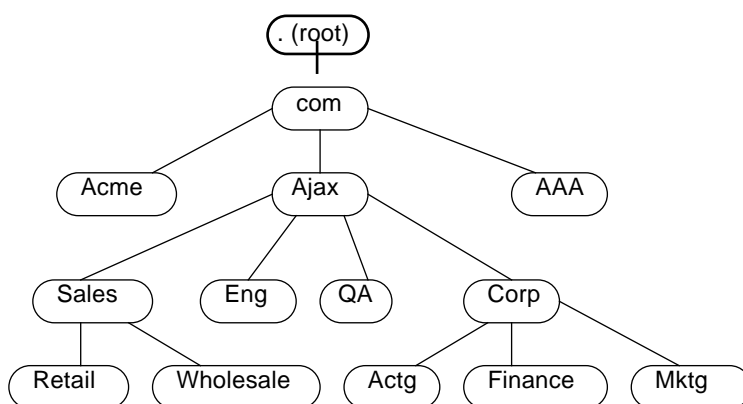 . (root)
com
Acme
Ajax
AAA
Sales
Eng
QA
Corp
Retail
Wholesale
Actg
Finance
Mktg